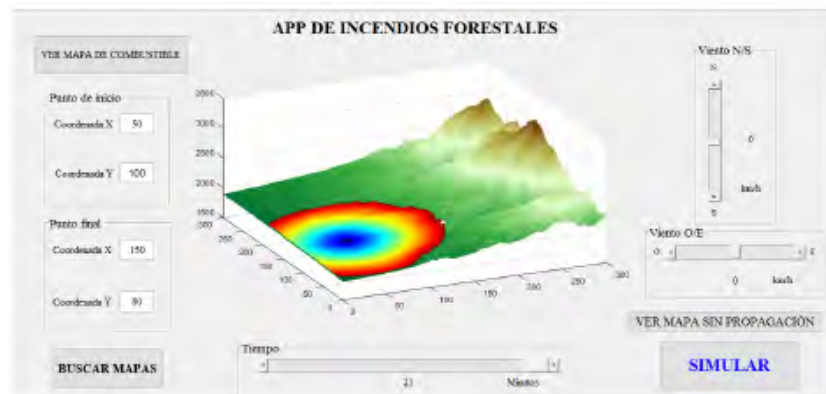 APP DE INCENDIOS FORESTALES
VER MAPA DE COMBUSTIBLE
Punto de inicio
Coordenada X 50
Coordenada Y 100
Punto final
Coordenada X 150
Coordenada Y 80
BUSCAR MAPAS
3500
3000
2500
2000
1500
300
250
200
150
100
50
0
50
100
150
200
250
300
Tiempo
Minutos
Viento N/S
N
0
km/h
S
Viento O/E
O
E
0
km/h
VER MAPA SIN PROPAGACIÓN
SIMULAR